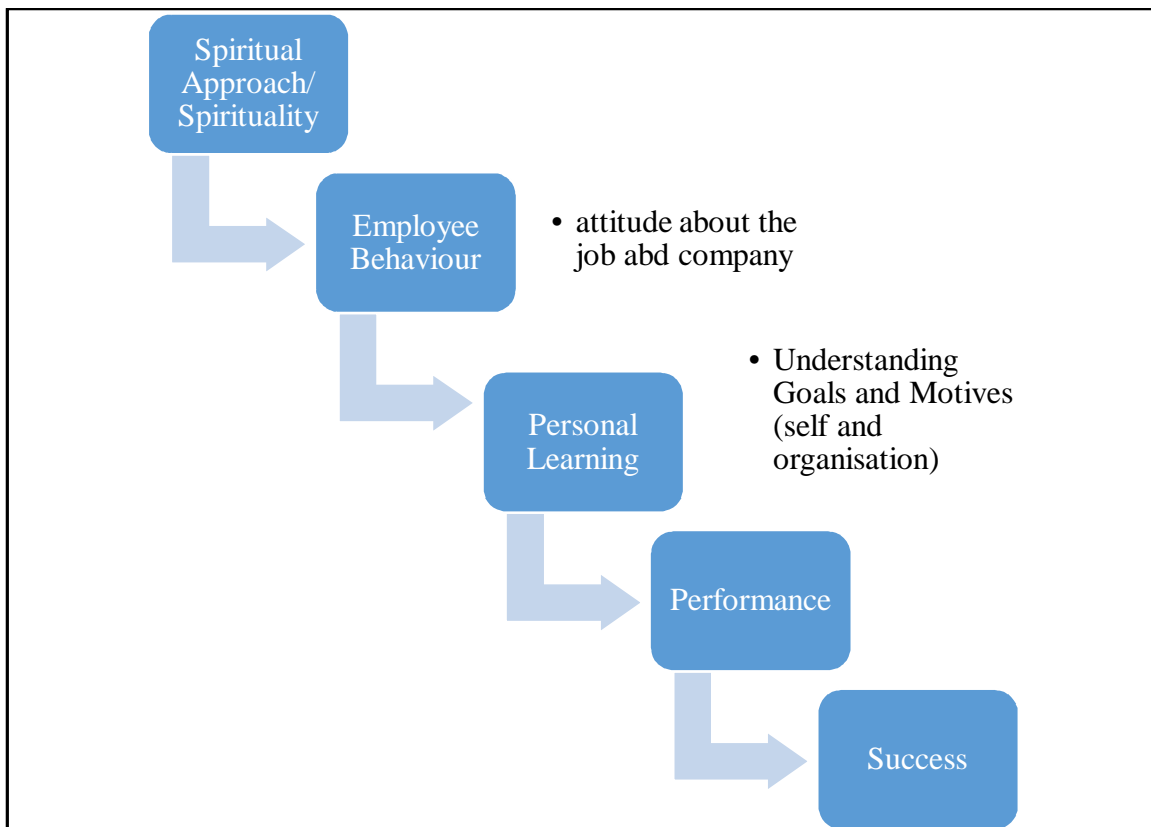 Spiritual
Approach/
Spirituality
Employee
Behaviour
• attitude about the
job abd company
Personal
Learning
• Understanding
Goals and Motives
(self and
organisation)
Performance
Success